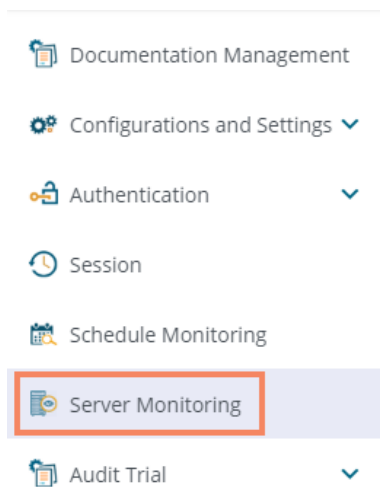 Documentation Management
Configurations and Settings
Authentication
Session
Schedule Monitoring
Server Monitoring
Audit Trial